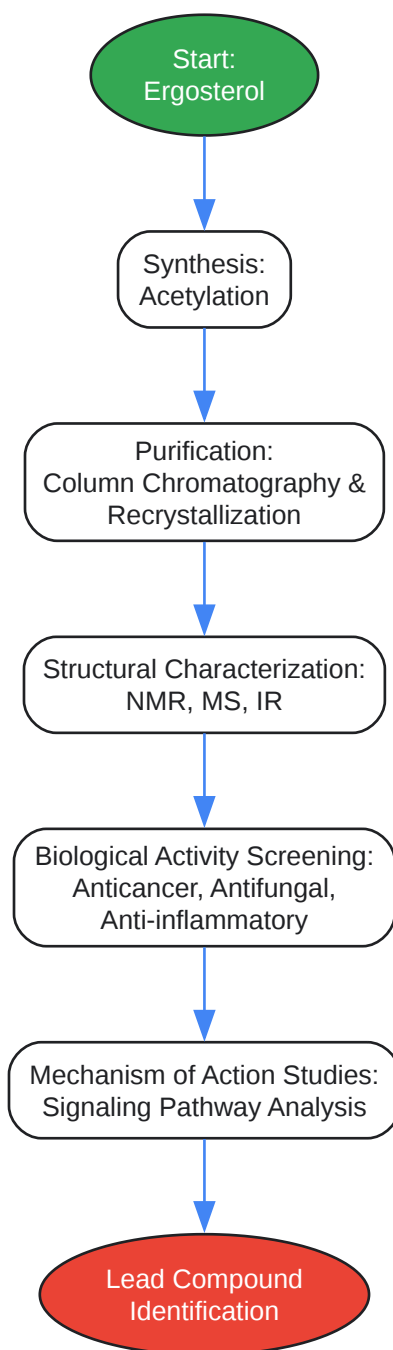 Start:
Ergosterol
Synthesis:
Acetylation
Purification:
Column Chromatography &
Recrystallization
Structural Characterization:
NMR, MS, IR
Biological Activity Screening:
Anticancer, Antifungal,
Anti-inflammatory
Mechanism of Action Studies:
Signaling Pathway Analysis
Lead Compound
Identification